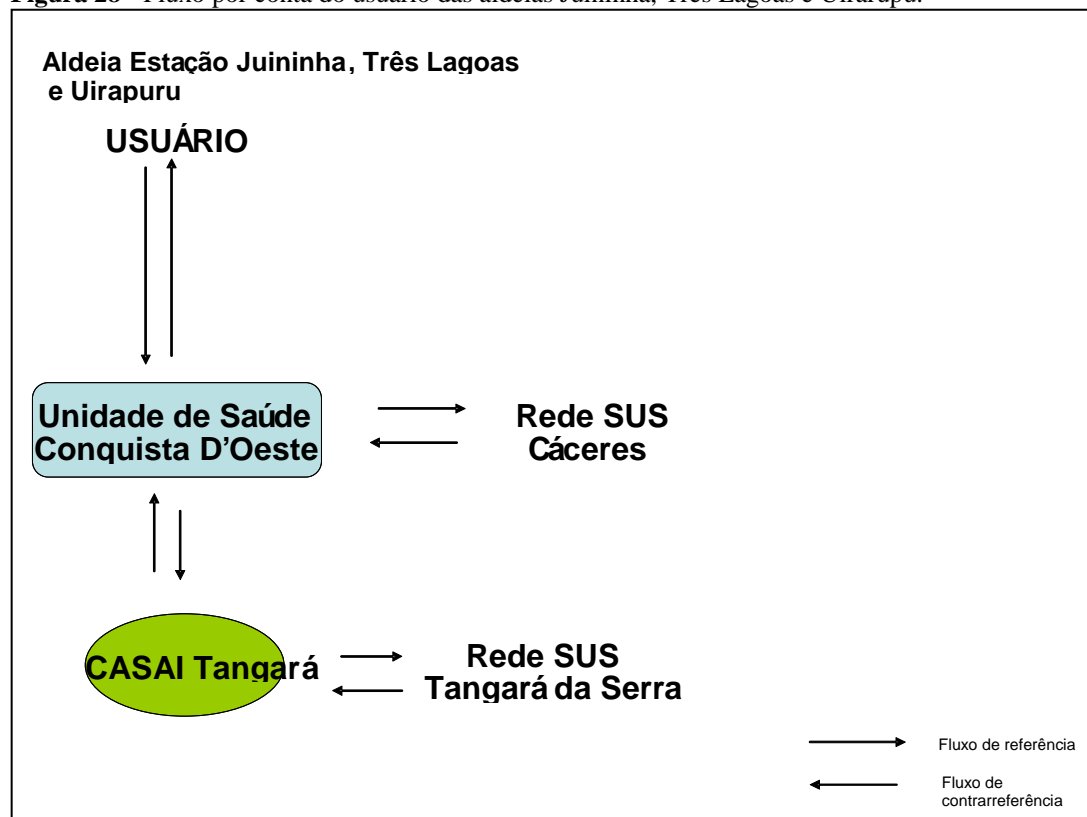 Aldeia Estação Juininha, Três Lagoas
e Uirapuru
USUÁRIO
Unidade de Saúde
Conquista D'Oeste
Rede SUS
Cáceres
CASAI Tangará
Rede SUS
Tangará da Serra
Fluxo de referência
Fluxo de
contrarreferência